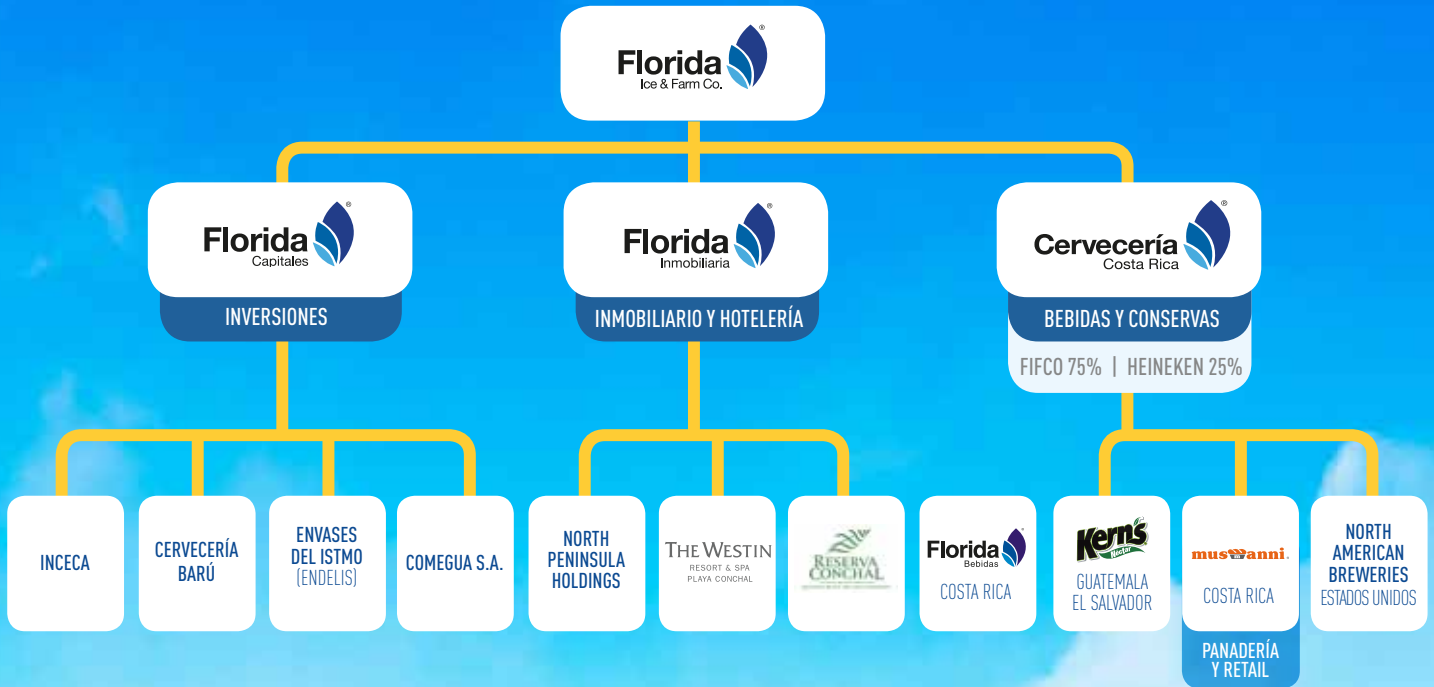 Florida
Ice & Farm Co.
Florida
Capitales
INVERSIONES
Florida
Inmobiliaria
INMOBILIARIO Y HOTELERÍA
Cervecería
Costa Rica
BEBIDAS Y CONSERVAS
FIFCO 75% | HEINEKEN 25%
INCECA
CERVECERÍA
BARÚ
ENVASES
DEL ISTMO
(ENDELIS)
COMEGUA S.A.
NORTH
PENINSULA
HOLDINGS
THE WESTIN
RESORT & SPA
PLAYA CONCHAL
RESERVA
CONCHAL
Florida
Bebidas
COSTA RICA
Kern's
Néctar
GUATEMALA
EL SALVADOR
musmanni
COSTA RICA
PANADERÍA
Y RETAIL
NORTH
AMERICAN
BREWERIES
ESTADOS UNIDOS